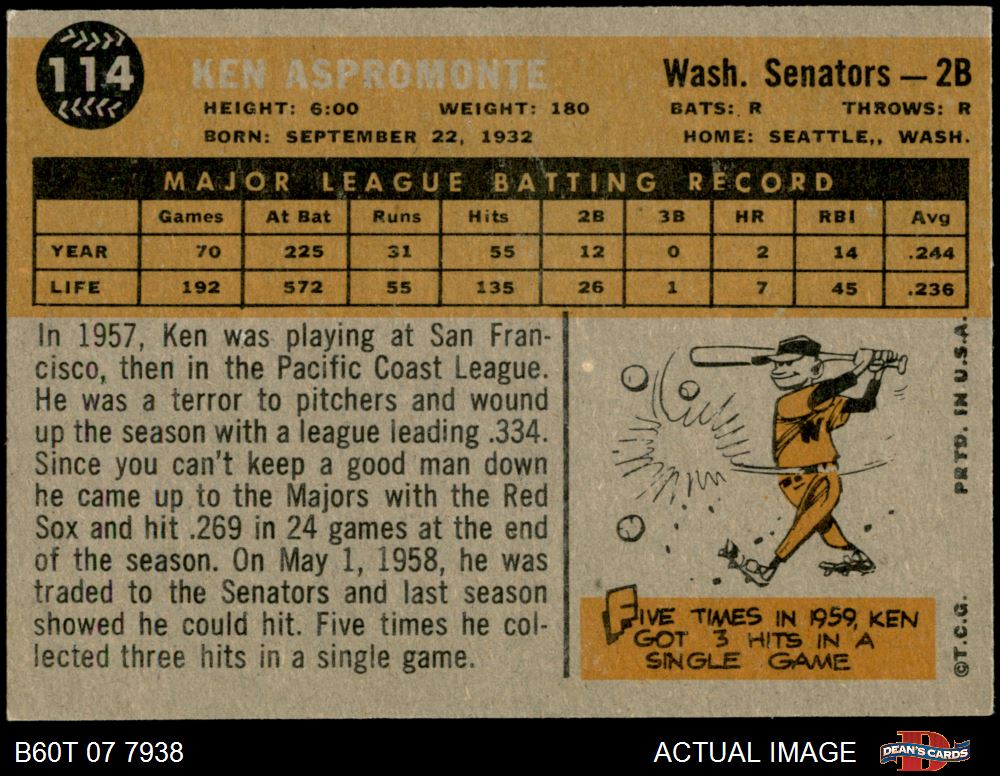 114
KEN ASPROMONTE
Wash. Senators — 2B
HEIGHT: 6:00 WEIGHT: 180 BATS: R THROWS: R
BORN: SEPTEMBER 22, 1932 HOME: SEATTLE,, WASH.
MAJOR LEAGUE BATTING RECORD
Games At Bat Runs Hits 2B 3B HR RBI Avg
YEAR 70 225 31 55 12 0 2 14 .244
LIFE 192 572 55 135 26 1 7 45 .236
In 1957, Ken was playing at San Fran-
cisco, then in the Pacific Coast League.
He was a terror to pitchers and wound
up the season with a league leading .334.
Since you can't keep a good man down
he came up to the Majors with the Red
Sox and hit .269 in 24 games at the end
of the season. On May 1, 1958, he was
traded to the Senators and last season
showed he could hit. Five times he col-
lected three hits in a single game.
W
FIVE TIMES IN 1959, KEN
GOT 3 HITS IN A
SINGLE GAME
©T.C.G. PRTD. IN U.S.A.
B60T 07 7938
ACTUAL IMAGE
D
DEAN'S CARDS